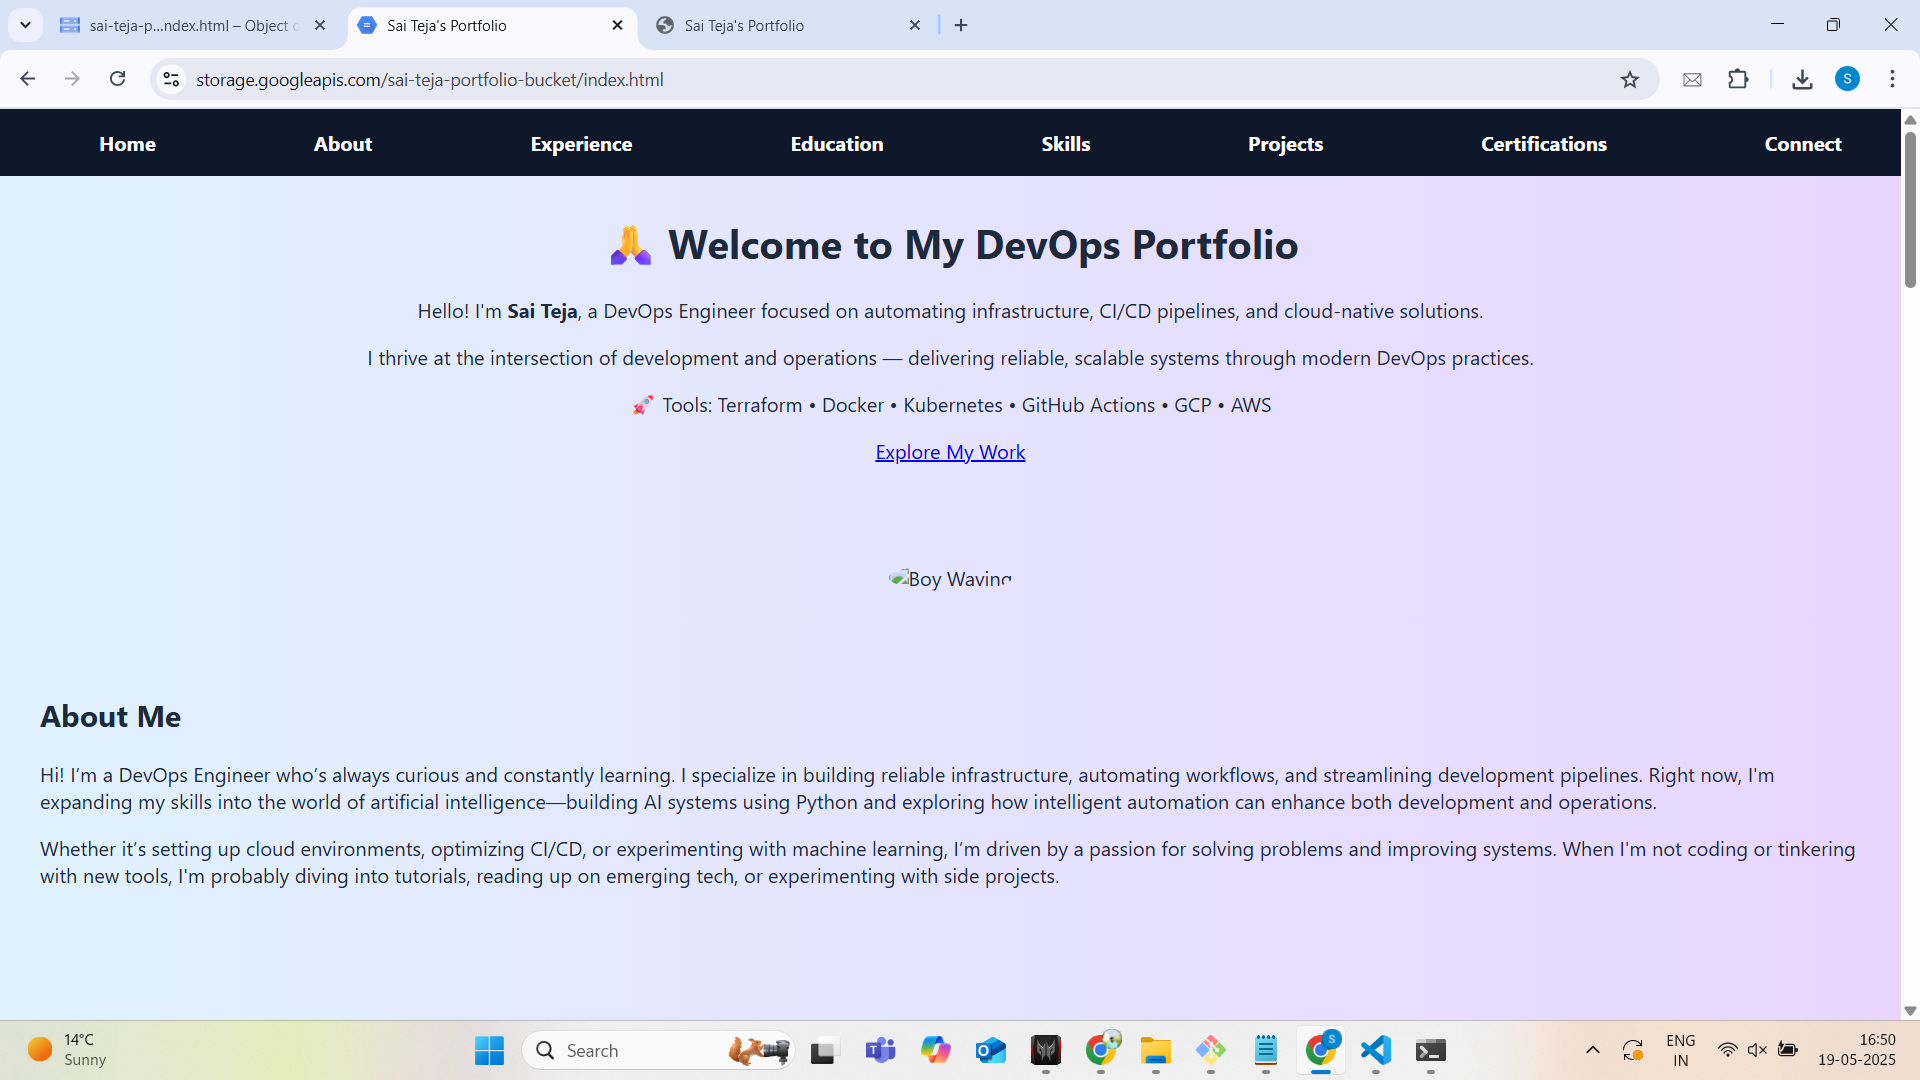 sai-teja-p...ndex.html – Object
Sai Teja's Portfolio
Sai Teja's Portfolio
storage.googleapis.com/sai-teja-portfolio-bucket/index.html
S
Home About Experience Education Skills Projects Certifications Connect
🙏 Welcome to My DevOps Portfolio
Hello! I'm Sai Teja, a DevOps Engineer focused on automating infrastructure, CI/CD pipelines, and cloud-native solutions.
I thrive at the intersection of development and operations — delivering reliable, scalable systems through modern DevOps practices.
🚀 Tools: Terraform • Docker • Kubernetes • GitHub Actions • GCP • AWS
Explore My Work
Boy Waving
About Me
Hi! I’m a DevOps Engineer who’s always curious and constantly learning. I specialize in building reliable infrastructure, automating workflows, and streamlining development pipelines. Right now, I'm
expanding my skills into the world of artificial intelligence—building AI systems using Python and exploring how intelligent automation can enhance both development and operations.
Whether it’s setting up cloud environments, optimizing CI/CD, or experimenting with machine learning, I’m driven by a passion for solving problems and improving systems. When I'm not coding or tinkering
with new tools, I'm probably diving into tutorials, reading up on emerging tech, or experimenting with side projects.
14°C
Sunny
Search
S
ENG
IN
16:50
19-05-2025